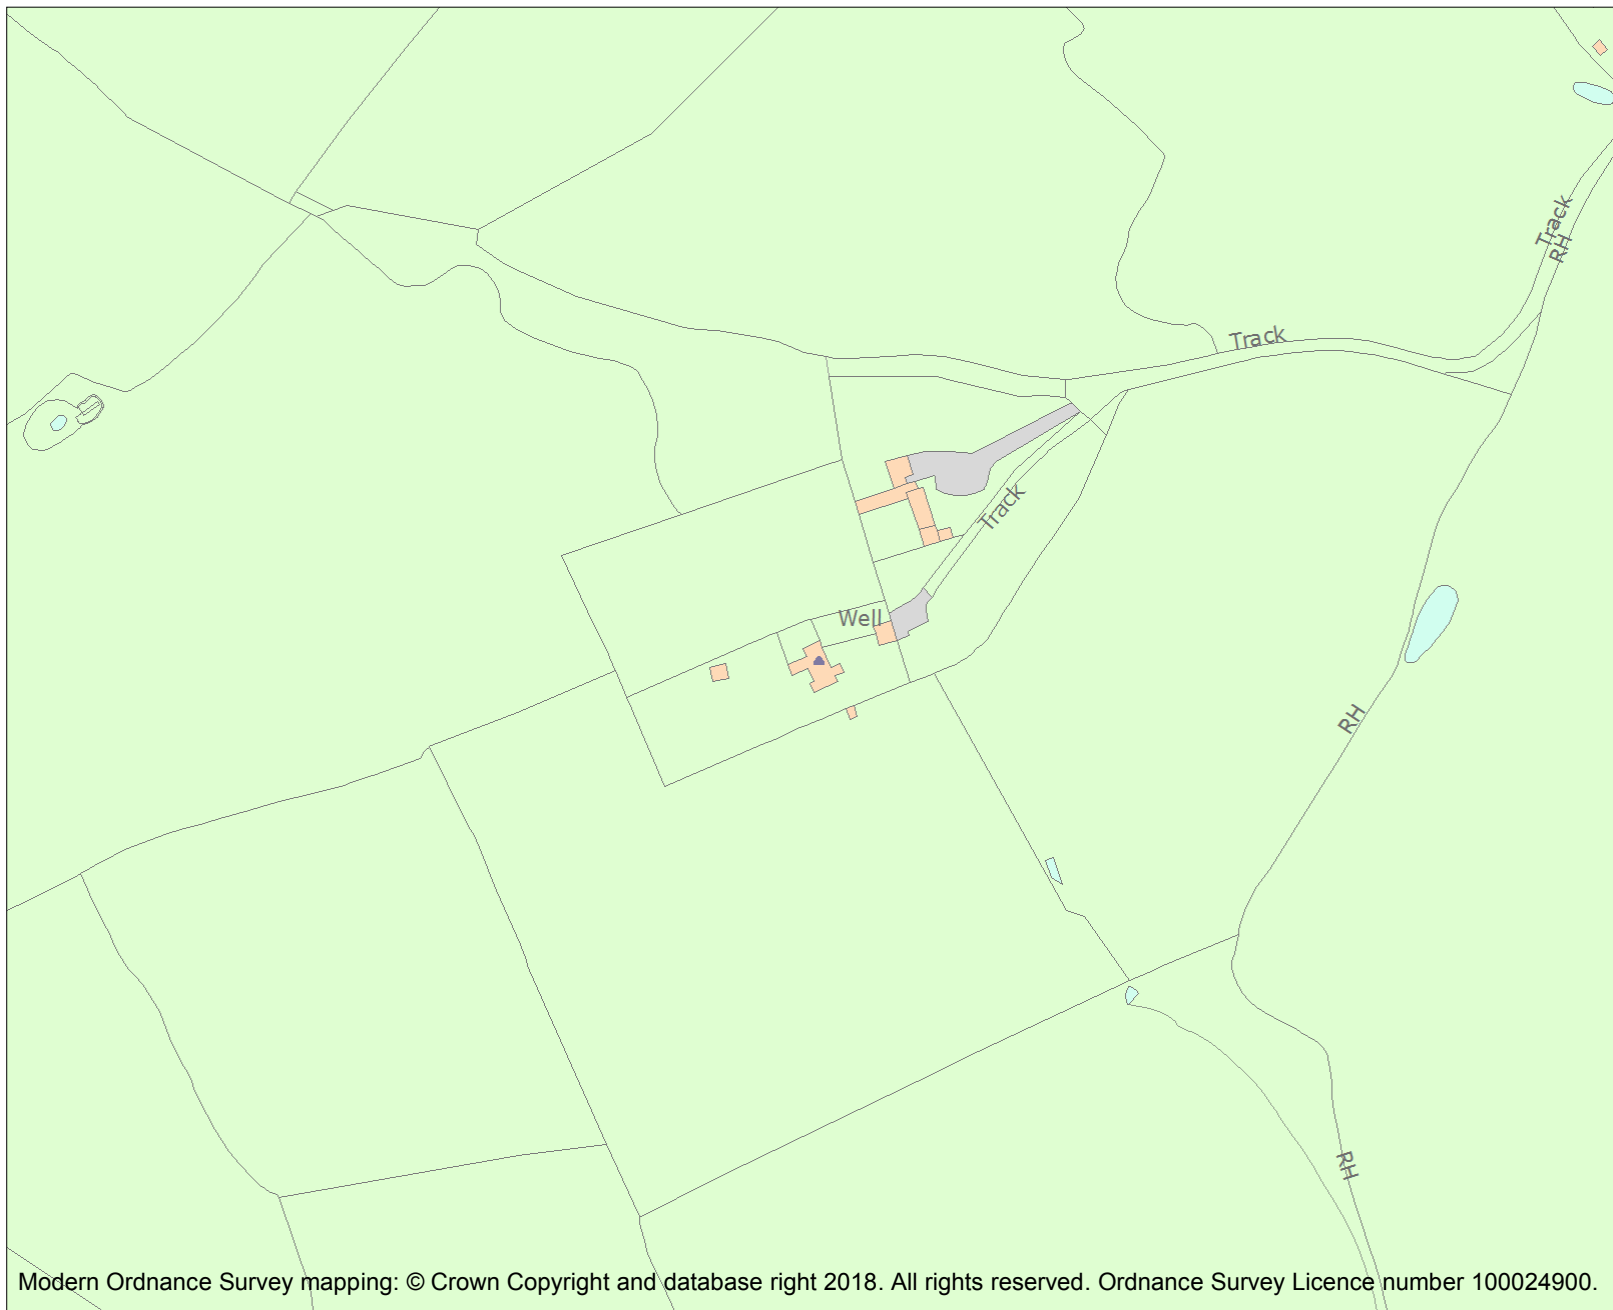 Track
RH
Track
Track
Well
RH
RH
Modern Ordnance Survey mapping: © Crown Copyright and database right 2018. All rights reserved. Ordnance Survey Licence number 100024900.